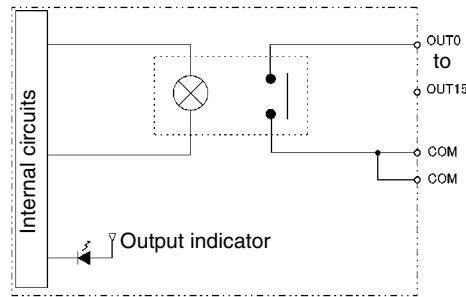 Internal circuits
OUT0
to
OUT15
COM
COM
Output indicator